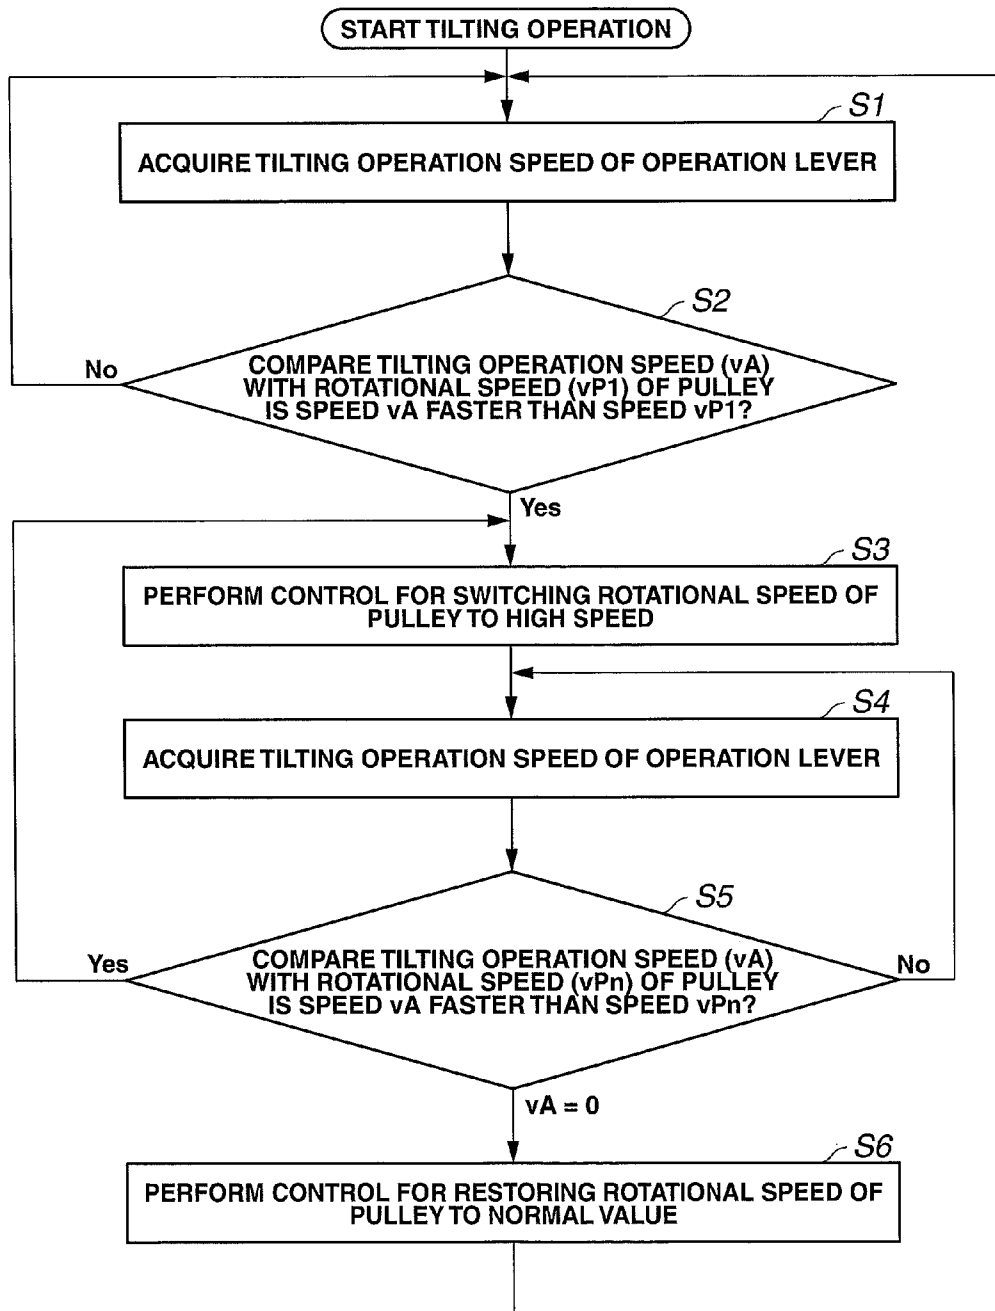 START TILTING OPERATION
S1
ACQUIRE TILTING OPERATION SPEED OF OPERATION LEVER
S2
No
COMPARE TILTING OPERATION SPEED (vA)
WITH ROTATIONAL SPEED (vP1) OF PULLEY
IS SPEED vA FASTER THAN SPEED vP1?
Yes
S3
PERFORM CONTROL FOR SWITCHING ROTATIONAL SPEED OF
PULLEY TO HIGH SPEED
S4
ACQUIRE TILTING OPERATION SPEED OF OPERATION LEVER
S5
Yes
COMPARE TILTING OPERATION SPEED (vA)
WITH ROTATIONAL SPEED (vPn) OF PULLEY
IS SPEED vA FASTER THAN SPEED vPn?
No
vA = 0
S6
PERFORM CONTROL FOR RESTORING ROTATIONAL SPEED OF
PULLEY TO NORMAL VALUE